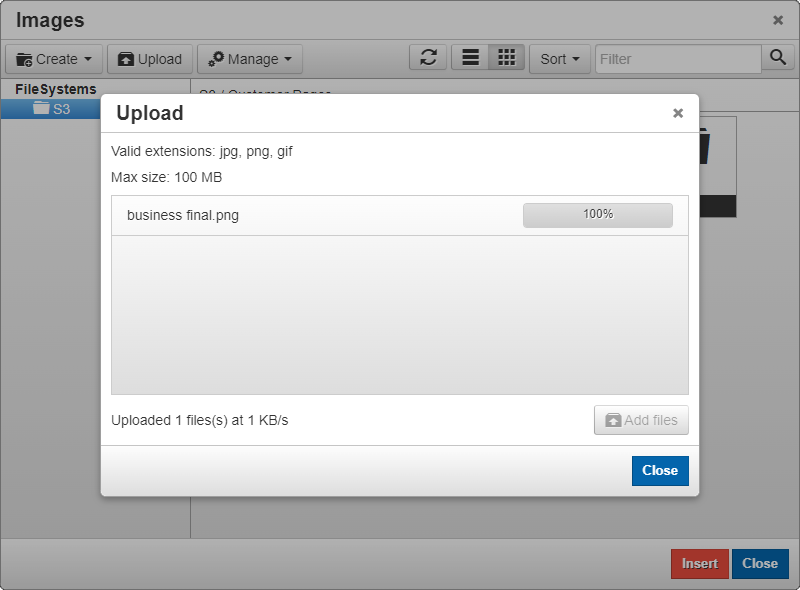 Images
Create Upload Manage Sort Filter
FileSystems
S3
S3 / Customer Pages
Upload
Valid extensions: jpg, png, gif
Max size: 100 MB
business final.png 100%
Uploaded 1 files(s) at 1 KB/s
Add files
Close
Insert Close